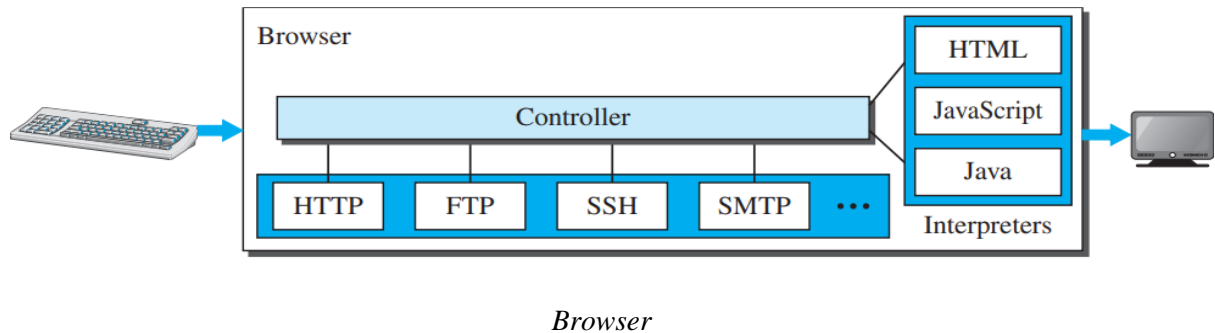 Browser
Controller
HTTP
FTP
SSH
SMTP
...
HTML
JavaScript
Java
Interpreters
Browser